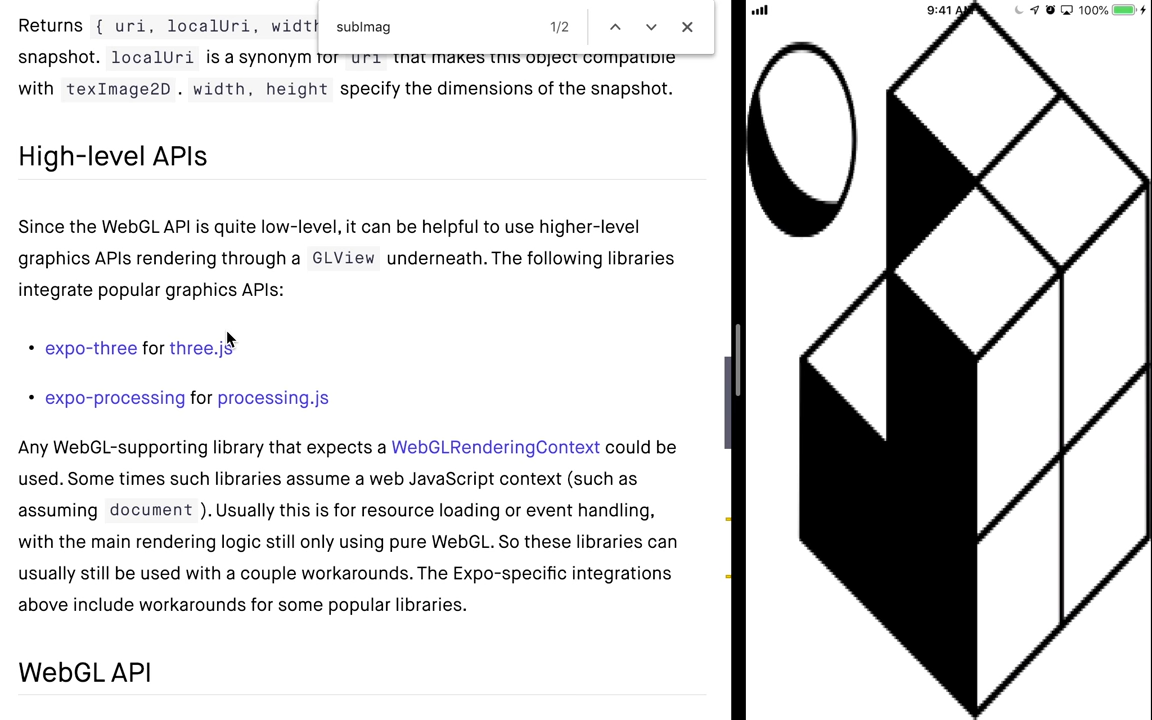 Returns { uri, localUri, width
subImag 1/2
snapshot. localUri is a synonym for uri that makes this object compatible
with texImage2D . width, height specify the dimensions of the snapshot.
High-level APIs
Since the WebGL API is quite low-level, it can be helpful to use higher-level
graphics APIs rendering through a GLView underneath. The following libraries
integrate popular graphics APIs:
• expo-three for three.js
• expo-processing for processing.js
Any WebGL-supporting library that expects a WebGLRenderingContext could be
used. Some times such libraries assume a web JavaScript context (such as
assuming document ). Usually this is for resource loading or event handling,
with the main rendering logic still only using pure WebGL. So these libraries can
usually still be used with a couple workarounds. The Expo-specific integrations
above include workarounds for some popular libraries.
WebGL API
9:41 AM 100%